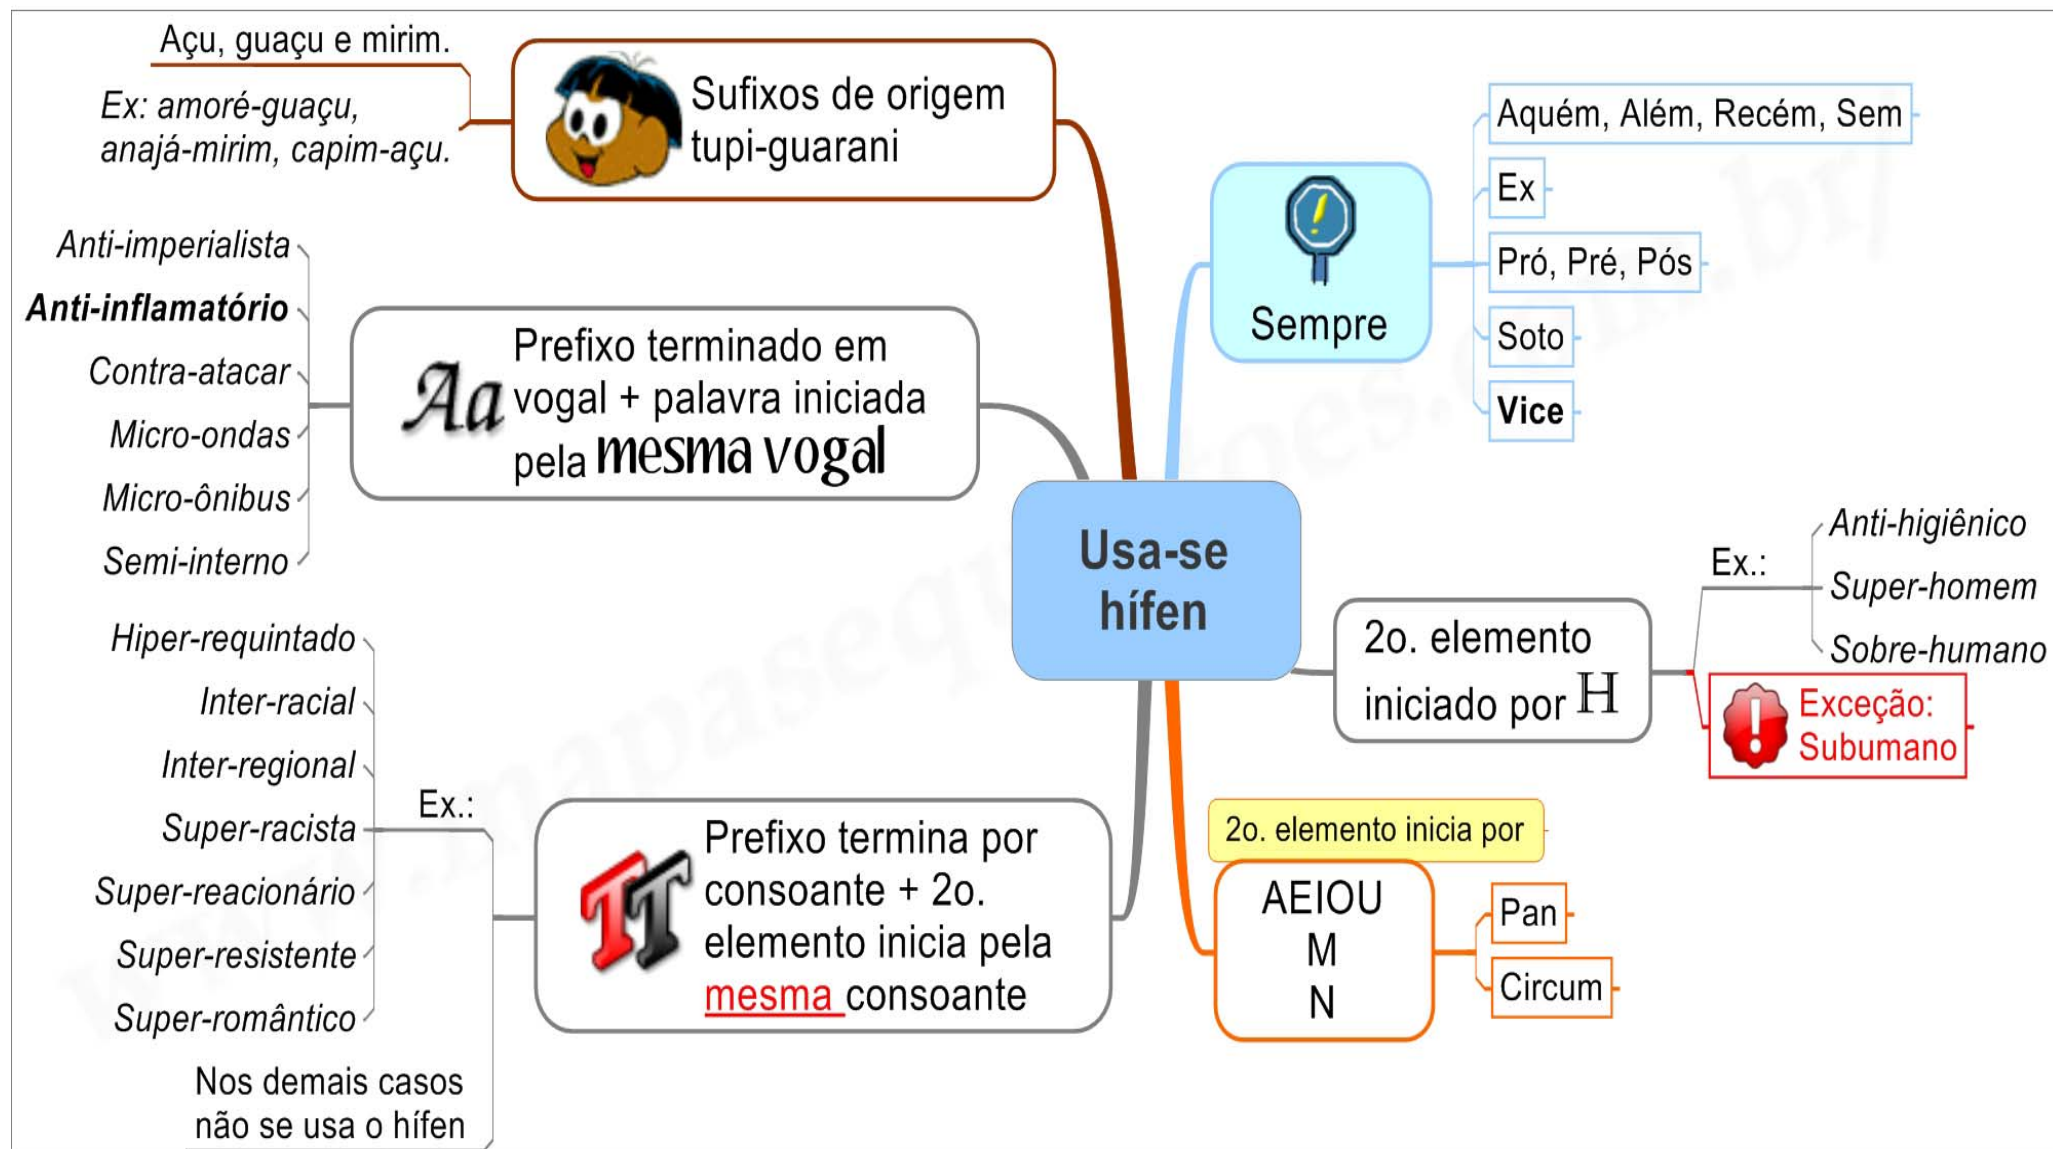 Açu, guaçu e mirim.
Ex: amoré-guaçu,
anajá-mirim, capim-açu.
Sufixos de origem
tupi-guarani
Anti-imperialista
Anti-inflamatório
Contra-atacar
Micro-ondas
Micro-ônibus
Semi-interno
Aa
Prefixo terminado em
vogal + palavra iniciada
pela mesma vogal
Hiper-requintado
Inter-racial
Inter-regional
Super-racista
Super-reacionário
Super-resistente
Super-romântico
Ex.:
Nos demais casos
não se usa o hífen
TT
Prefixo termina por
consoante + 2o.
elemento inicia pela
mesma consoante
Usa-se
hífen
!
Sempre
Aquém, Além, Recém, Sem
Ex
Pró, Pré, Pós
Soto
Vice
2o. elemento
iniciado por H
Ex.:
Anti-higiênico
Super-homem
Sobre-humano
!
Exceção:
Subumano
2o. elemento inicia por
AEIOU
M
N
Pan
Circum